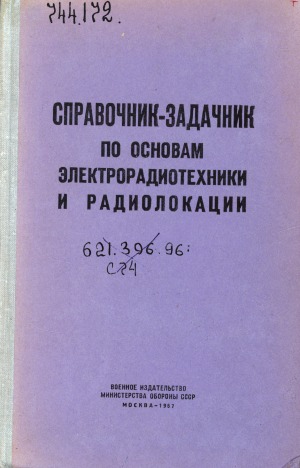 744.172.
СПРАВОЧНИК-ЗАДАЧНИК
ПО ОСНОВАМ
ЭЛЕКТРОРАДИОТЕХНИКИ
И РАДИОЛОКАЦИИ
621.396.96:
С74
ВОЕННОЕ ИЗДАТЕЛЬСТВО
МИНИСТЕРСТВА ОБОРОНЫ СССР
МОСКВА—1967